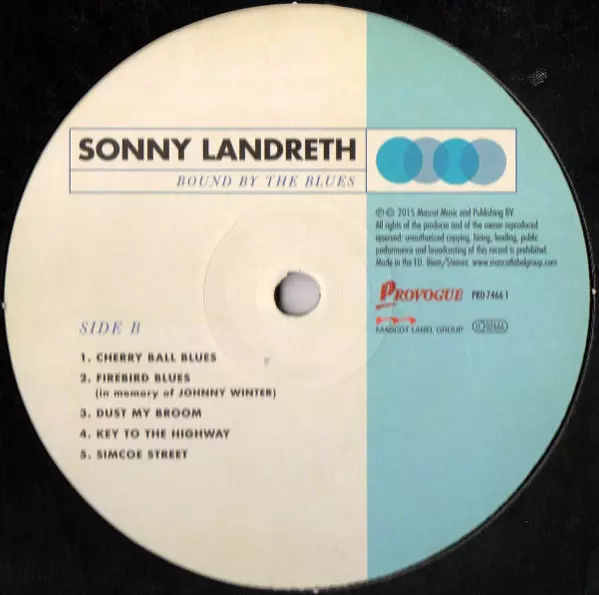 SONNY LANDRETH
BOUND BY THE BLUES
℗ © 2015 Mascot Music and Publishing BV.
All rights of the producer and of the owner reproduced
reserved: unauthorized copying, hiring, lending, public
performance and broadcasting of this record is prohibited.
Made in the EU. Biem/Stemra. www.mascotlabelgroup.com
PROVOGUE PRD 7466 1
MASCOT LABEL GROUP
SIDE B
1. CHERRY BALL BLUES
2. FIREBIRD BLUES
(in memory of JOHNNY WINTER)
3. DUST MY BROOM
4. KEY TO THE HIGHWAY
5. SIMCOE STREET